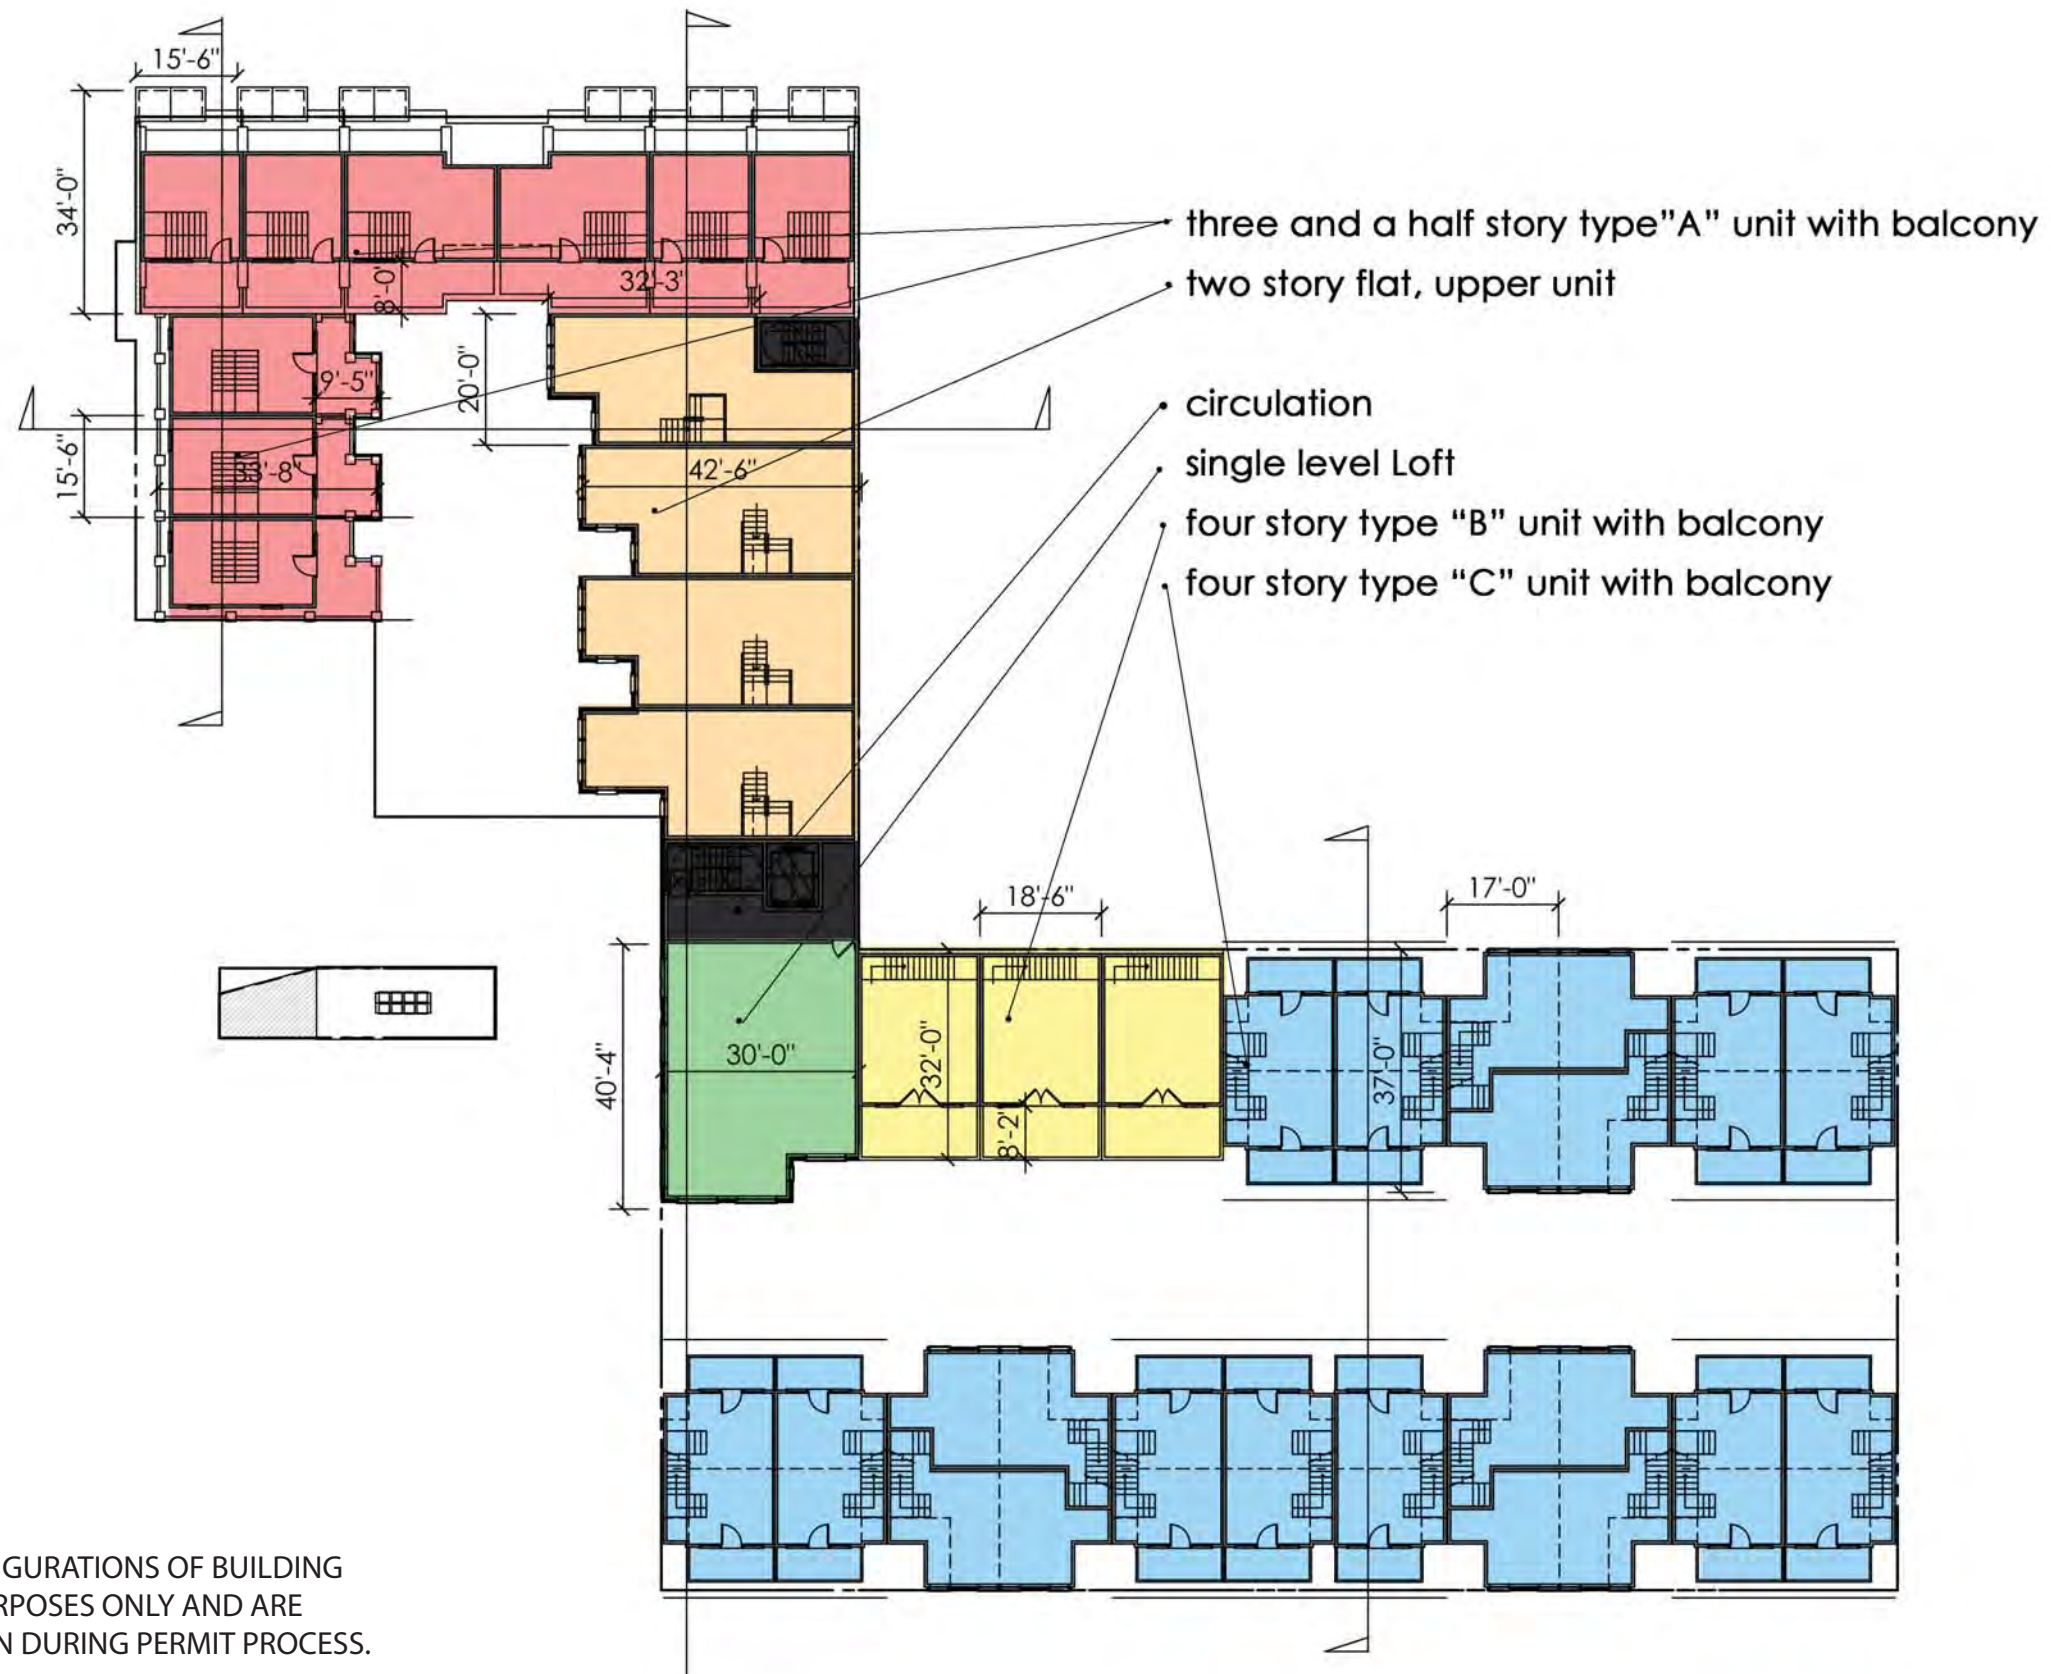 15'-6"
34'-0"
three and a half story type"A" unit with balcony
8'-0'
32'-3'
two story flat, upper unit
9'-5"
20'-0"
circulation
15'-6"
33'-8"
42'-6"
single level Loft
four story type "B" unit with balcony
four story type "C" unit with balcony
18'-6"
17'-0"
40'-4"
30'-0"
32'-0"
37'-0"
8'-2"
GURATIONS OF BUILDING
RPOSES ONLY AND ARE
N DURING PERMIT PROCESS.